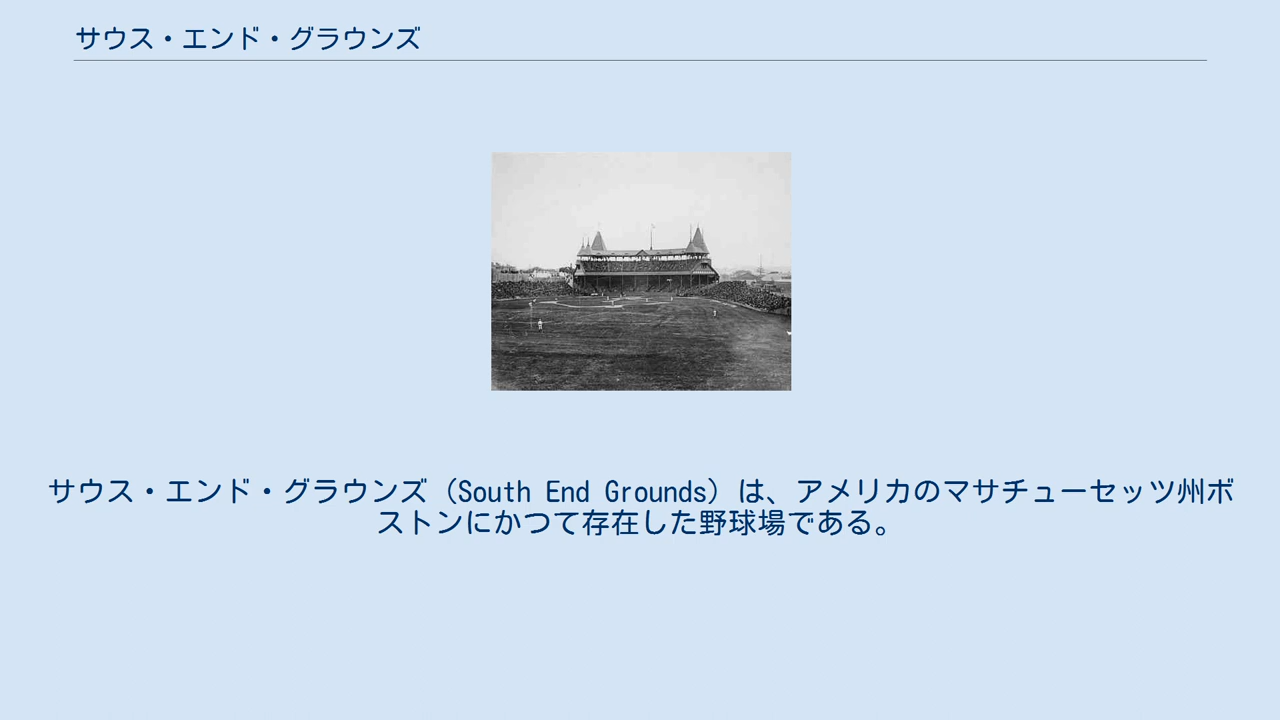 サウス・エンド・グラウンズ
サウス・エンド・グラウンズ（South End Grounds）は、アメリカのマサチューセッツ州ボ
ストンにかつて存在した野球場である。